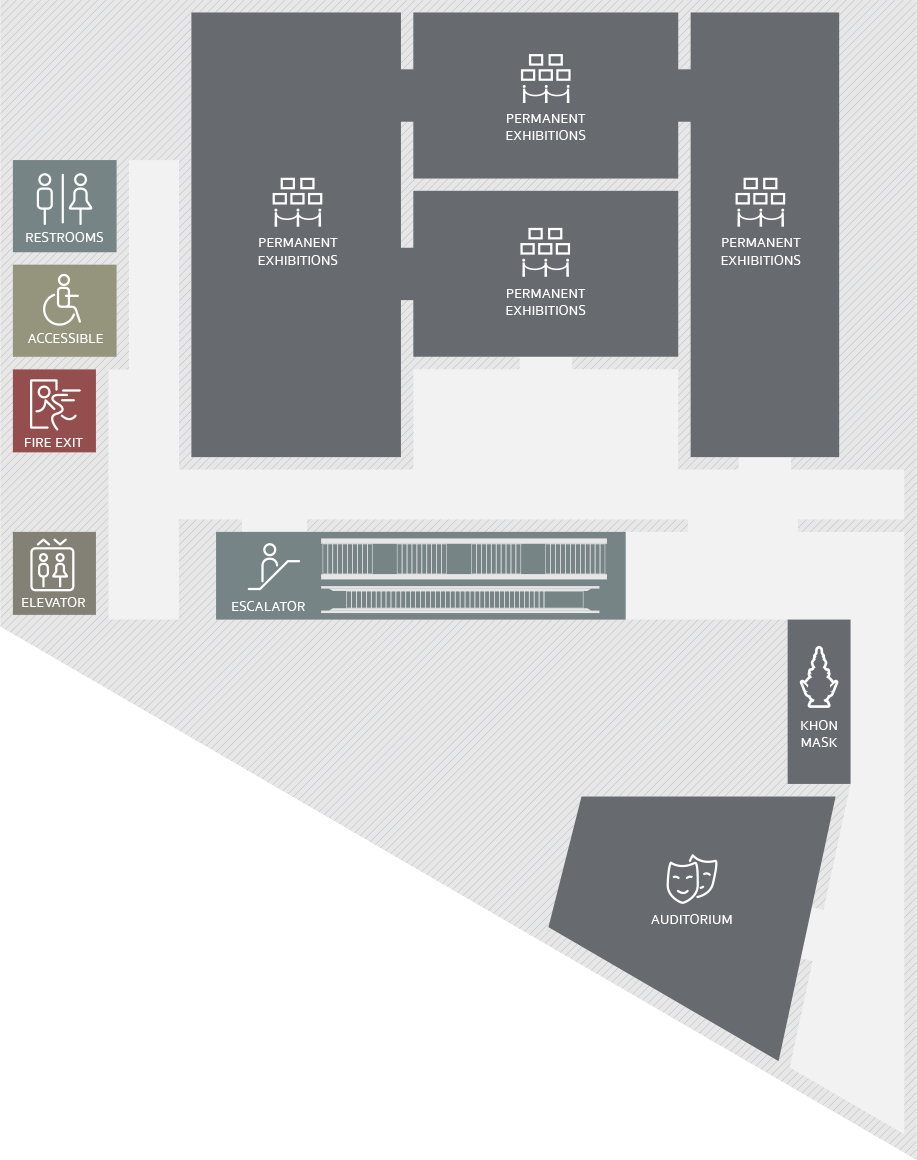 PERMANENT
EXHIBITIONS
RESTROOMS
PERMANENT
EXHIBITIONS
PERMANENT
EXHIBITIONS
PERMANENT
EXHIBITIONS
ACCESSIBLE
FIRE EXIT
ELEVATOR
ESCALATOR
KHON
MASK
AUDITORIUM